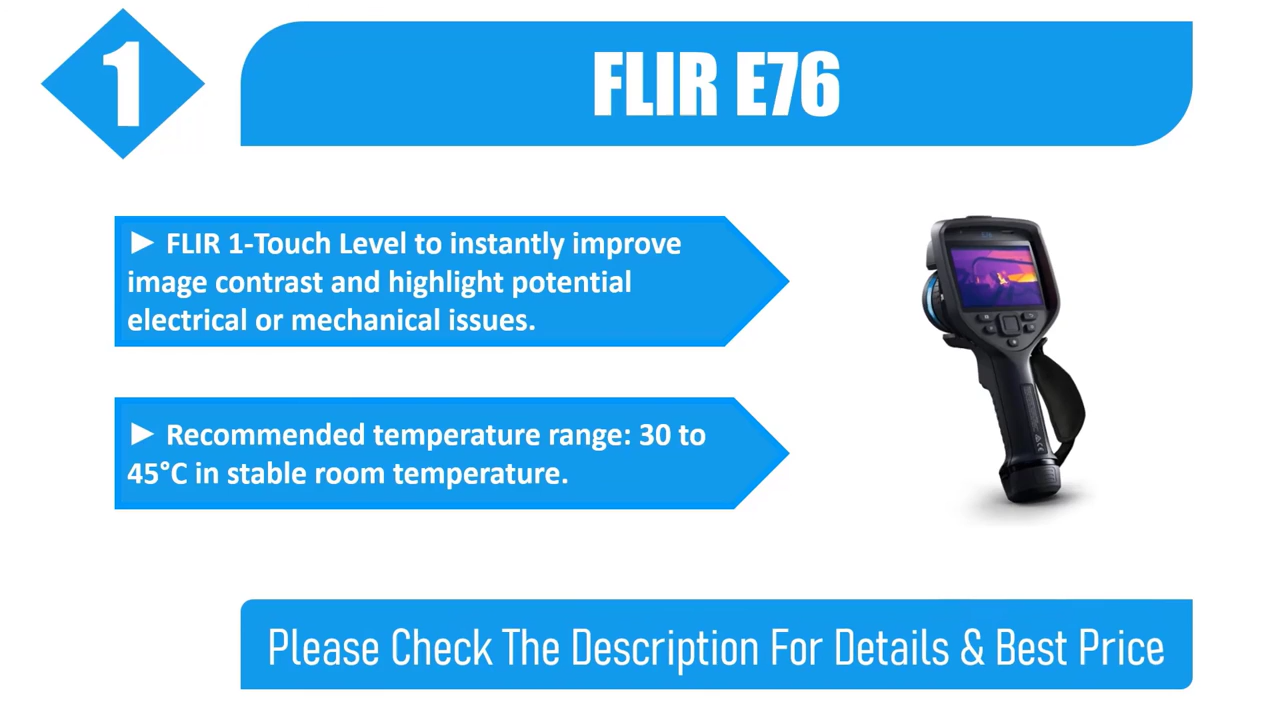 1
FLIR E76
► FLIR 1-Touch Level to instantly improve
image contrast and highlight potential
electrical or mechanical issues.
► Recommended temperature range: 30 to
45°C in stable room temperature.
Please Check The Description For Details & Best Price